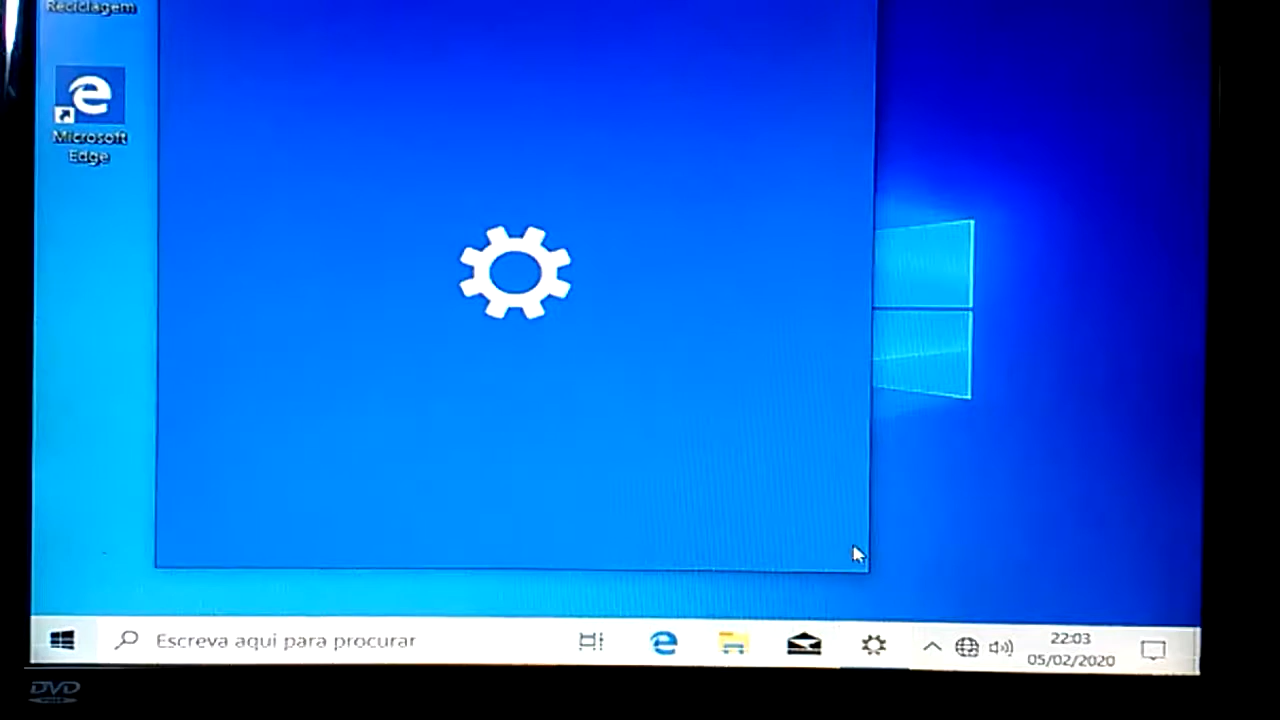 Reciclagem
Microsoft
Edge
Escreva aqui para procurar
22:03
05/02/2020
DVD